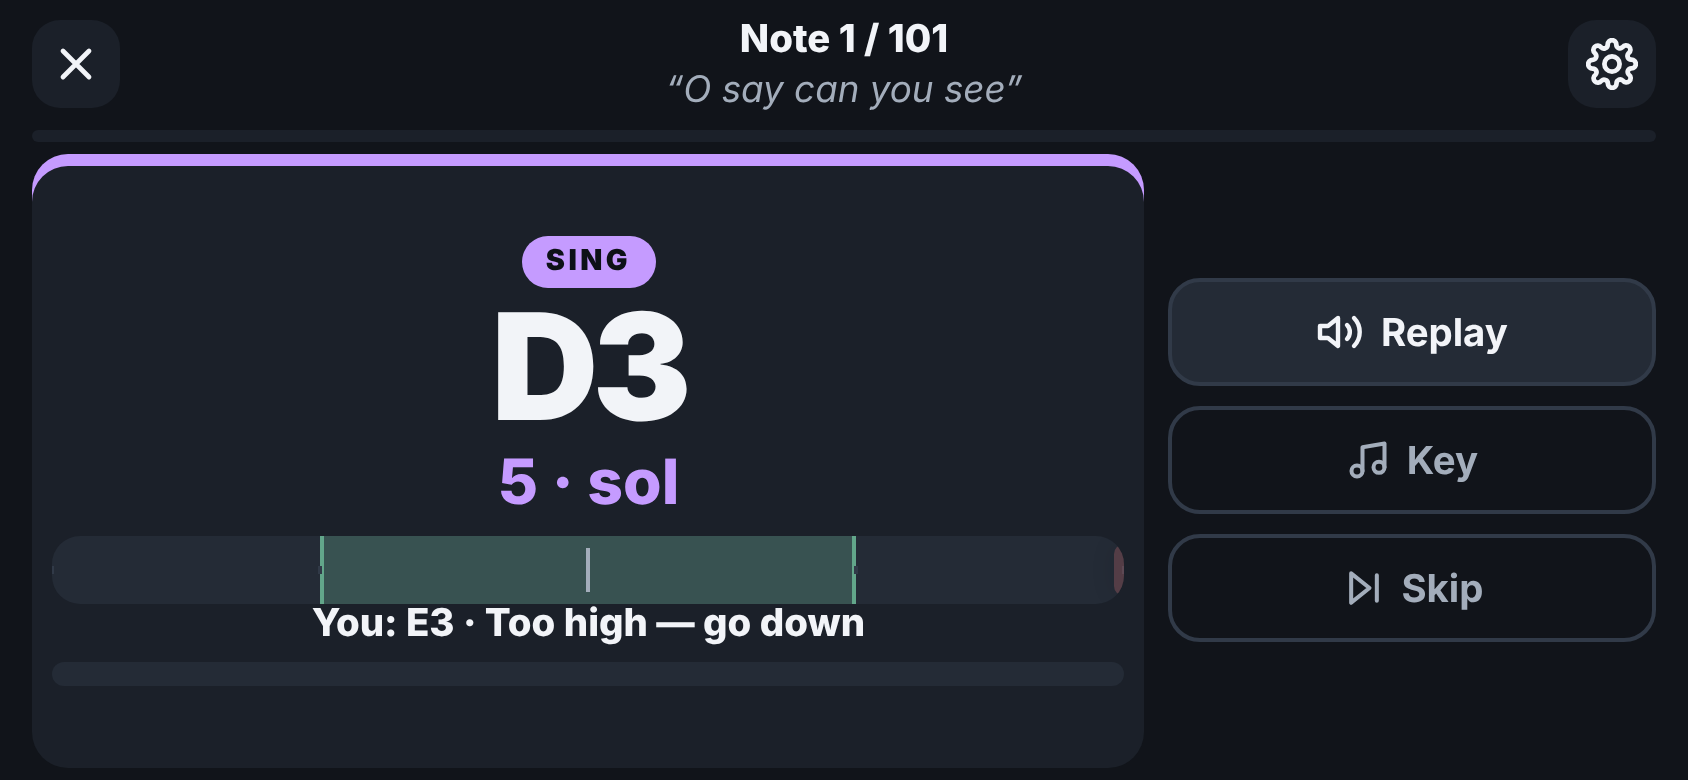 Note 1 / 101
“O say can you see”
SING
D3
5 · sol
You: E3 · Too high — go down
Replay
Key
Skip